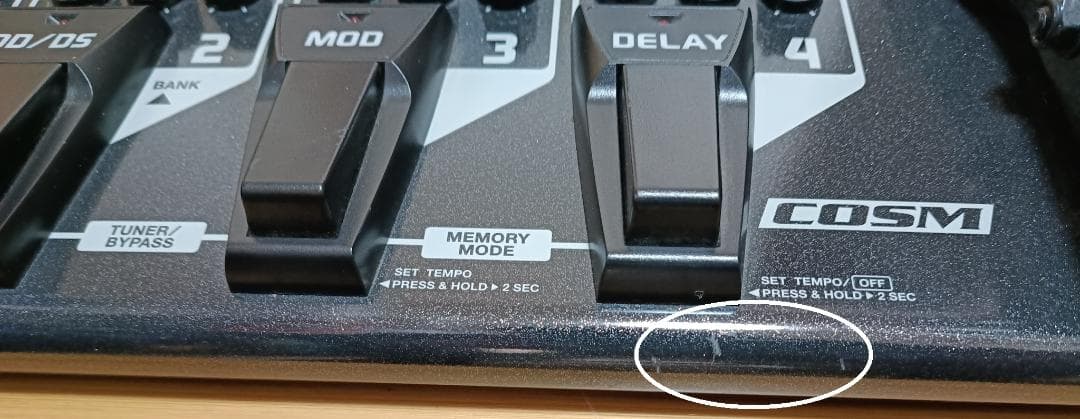 OD/DS
2
MOD
3
DELAY
4
BANK
▲
COSM
TUNER/
BYPASS
MEMORY
MODE
SET TEMPO
◀PRESS & HOLD▶2 SEC
SET TEMPO/OFF
◀PRESS & HOLD▶2 SEC